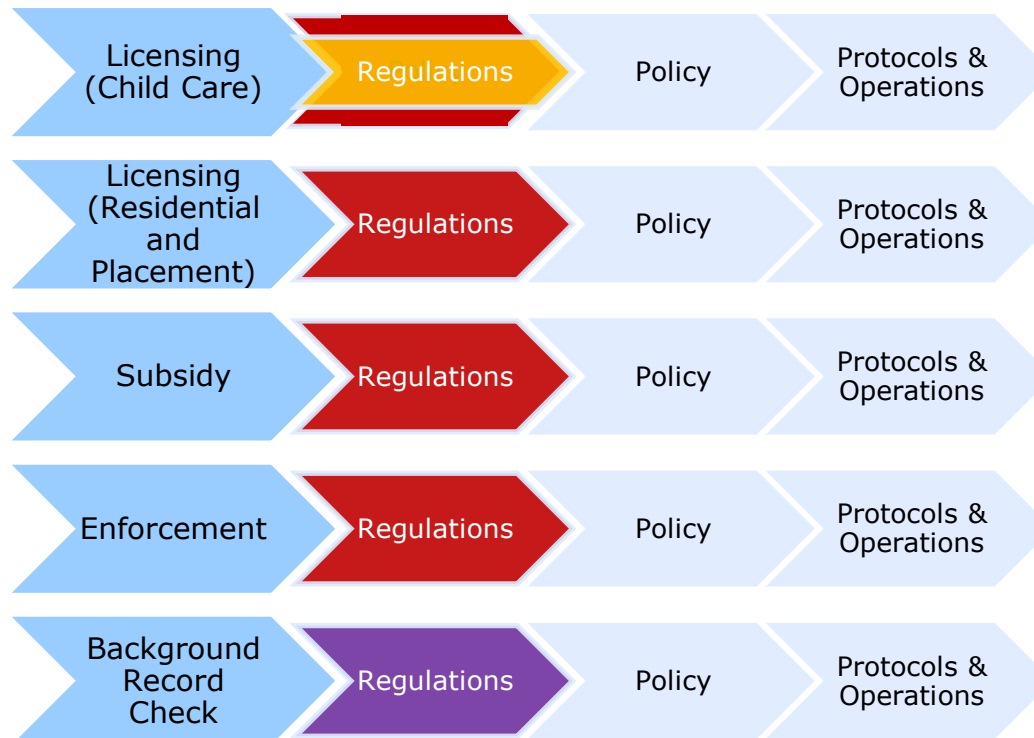 Licensing
(Child Care)
Regulations
Policy
Protocols &
Operations
Licensing
(Residential
and
Placement)
Regulations
Policy
Protocols &
Operations
Subsidy
Regulations
Policy
Protocols &
Operations
Enforcement
Regulations
Policy
Protocols &
Operations
Background
Record
Check
Regulations
Policy
Protocols &
Operations